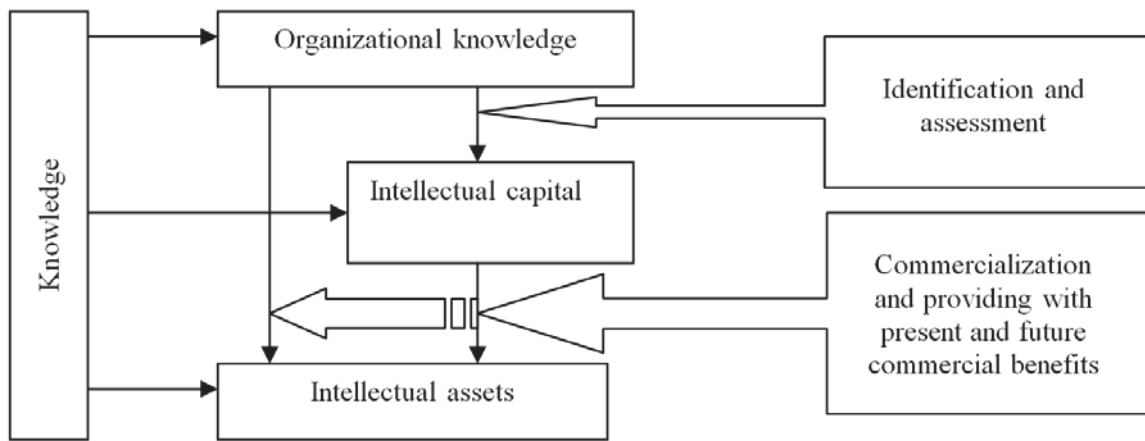 Knowledge
Organizational knowledge
Identification and
assessment
Intellectual capital
Commercialization
and providing with
present and future
commercial benefits
Intellectual assets